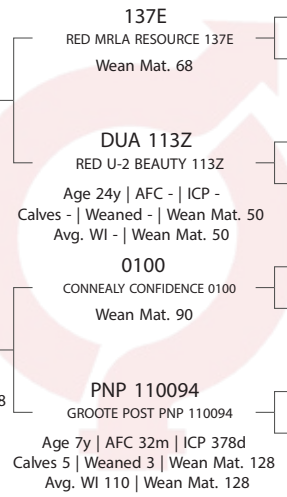 137E
RED MRLA RESOURCE 137E
Wean Mat. 68
DUA 113Z
RED U-2 BEAUTY 113Z
Age 24y | AFC - | ICP -
Calves - | Weaned - | Wean Mat. 50
Avg. WI - | Wean Mat. 50
0100
CONNEALY CONFIDENCE 0100
Wean Mat. 90
8
PNP 110094
GROOTE POST PNP 110094
Age 7y | AFC 32m | ICP 378d
Calves 5 | Weaned 3 | Wean Mat. 128
Avg. WI 110 | Wean Mat. 128